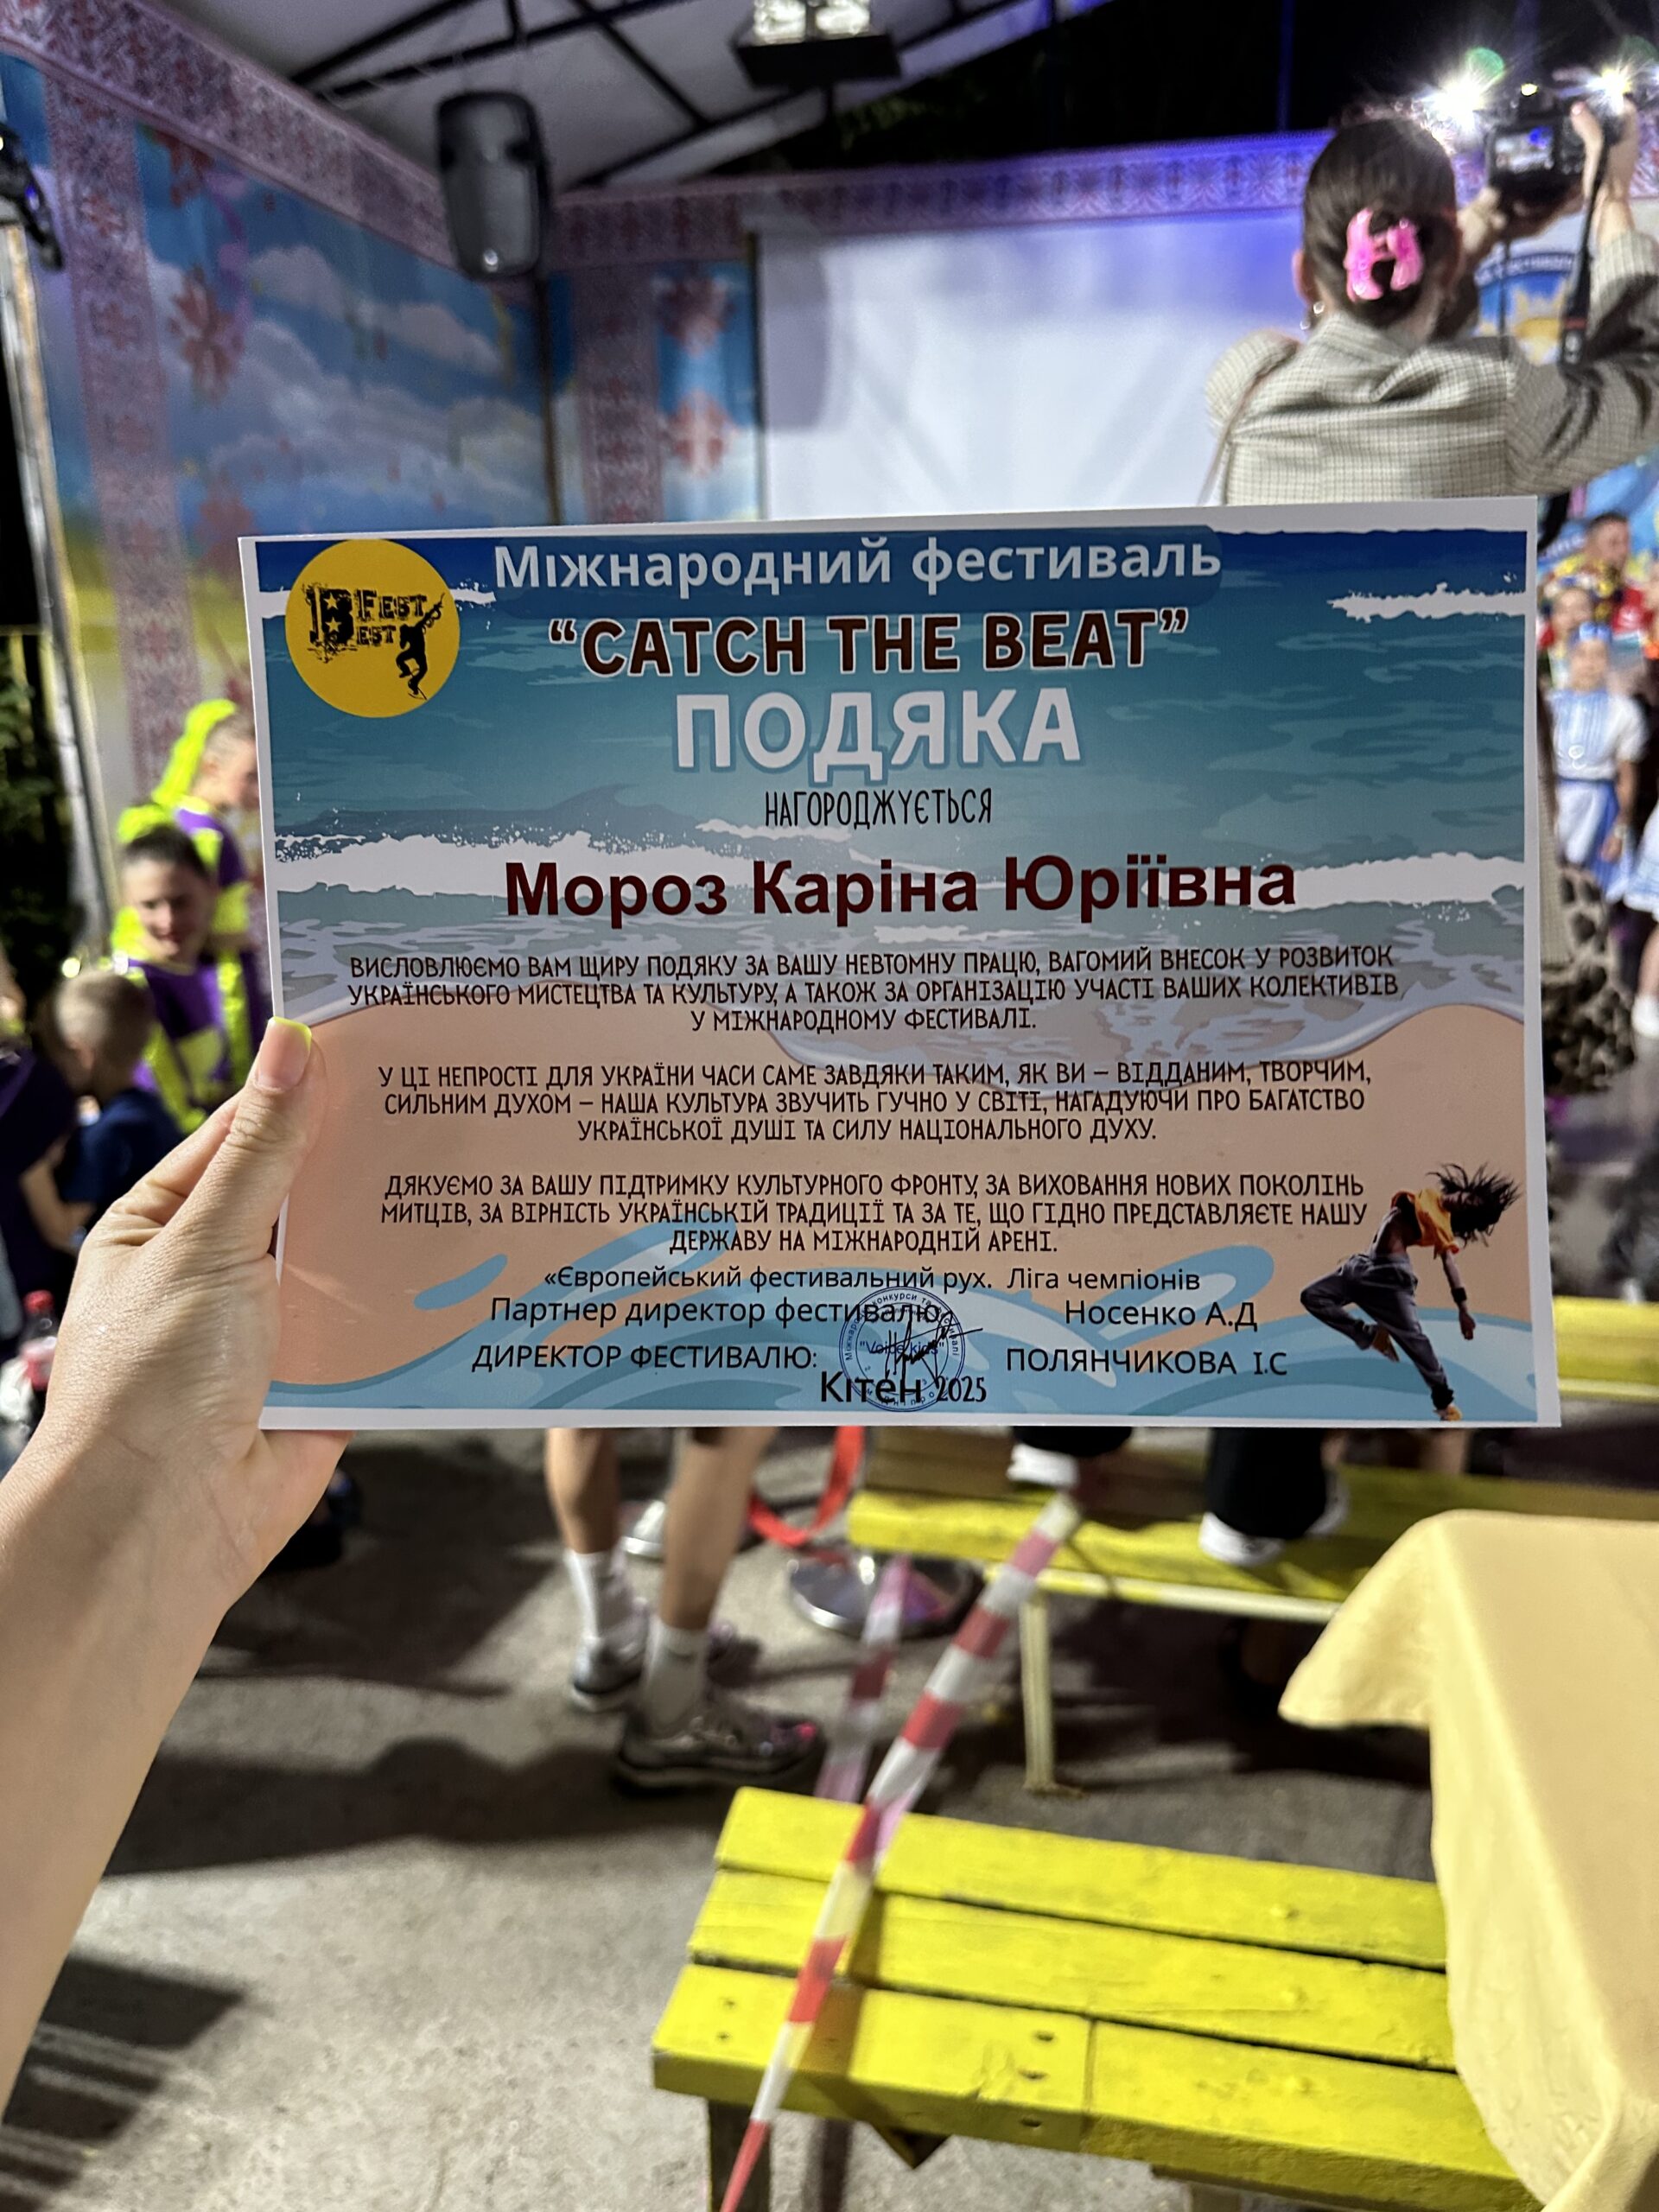 Міжнародний фестиваль
FEST
BEST
“CATCH THE BEAT”
ПОДЯКА
НАГОРОДЖУЄТЬСЯ
Мороз Каріна Юріївна
ВИСЛОВЛЮЄМО ВАМ ЩИРУ ПОДЯКУ ЗА ВАШУ НЕВТОМНУ ПРАЦЮ, ВАГОМИЙ ВНЕСОК У РОЗВИТОК
УКРАЇНСЬКОГО МИСТЕЦТВА ТА КУЛЬТУРУ, А ТАКОЖ ЗА ОРГАНІЗАЦІЮ УЧАСТІ ВАШИХ КОЛЕКТИВІВ
У МІЖНАРОДНОМУ ФЕСТИВАЛІ.
У ЦІ НЕПРОСТІ ДЛЯ УКРАЇНИ ЧАСИ САМЕ ЗАВДЯКИ ТАКИМ, ЯК ВИ – ВІДДАНИМ, ТВОРЧИМ,
СИЛЬНИМ ДУХОМ – НАША КУЛЬТУРА ЗВУЧИТЬ ГУЧНО У СВІТІ, НАГАДУЮЧИ ПРО БАГАТСТВО
УКРАЇНСЬКОЇ ДУШІ ТА СИЛУ НАЦІОНАЛЬНОГО ДУХУ.
ДЯКУЄМО ЗА ВАШУ ПІДТРИМКУ КУЛЬТУРНОГО ФРОНТУ, ЗА ВИХОВАННЯ НОВИХ ПОКОЛІНЬ
МИТЦІВ, ЗА ВІРНІСТЬ УКРАЇНСЬКІЙ ТРАДИЦІЇ ТА ЗА ТЕ, ЩО ГІДНО ПРЕДСТАВЛЯЄТЕ НАШУ
ДЕРЖАВУ НА МІЖНАРОДНІЙ АРЕНІ.
«Європейський фестивальний рух. Ліга чемпіонів
Партнер директор фестивалю Носенко А.Д
ДИРЕКТОР ФЕСТИВАЛЮ: "Voice kids" ПОЛЯНЧИКОВА І.С
Кітен 2025